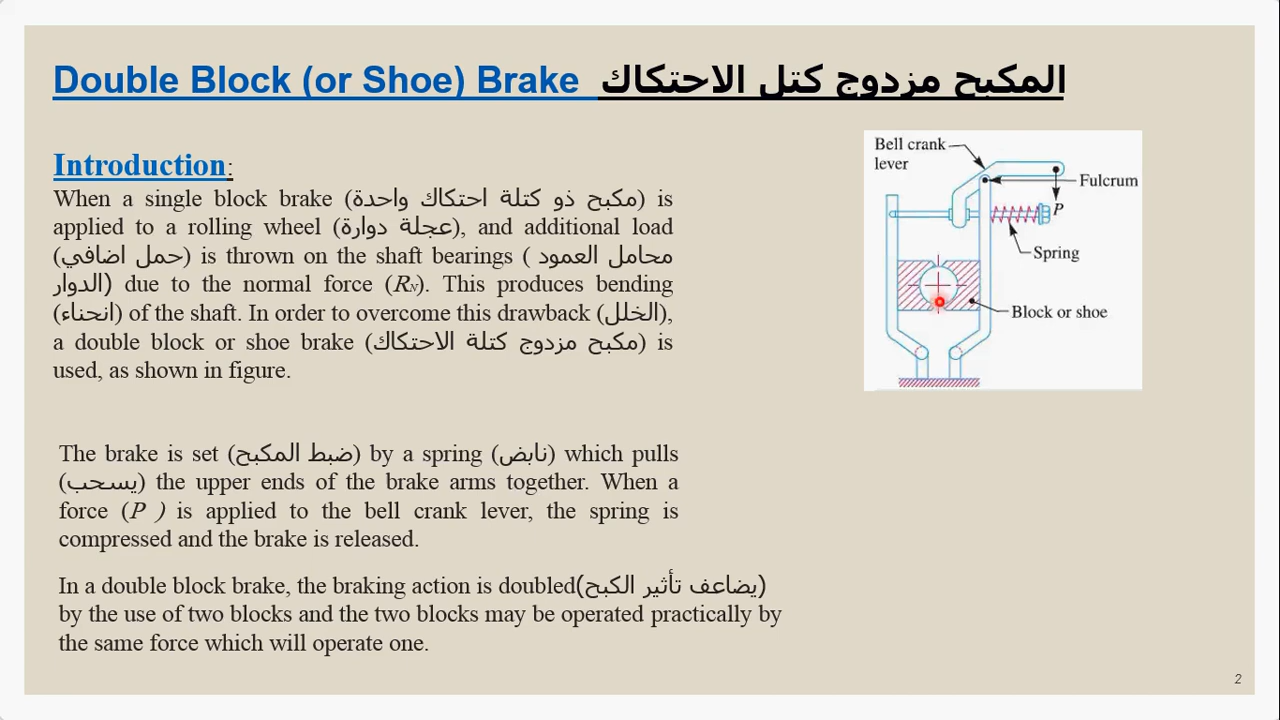 Double Block (or Shoe) Brake المكبح مزدوج كتل الاحتكاك
Introduction:
When a single block brake (مكبح ذو كتلة احتكاك واحدة) is
applied to a rolling wheel (عجلة دوارة), and additional load
(حمل اضافي) is thrown on the shaft bearings ( محامل العمود
الدوار) due to the normal force (RN). This produces bending
(انحناء) of the shaft. In order to overcome this drawback (الخلل),
a double block or shoe brake (مكبح مزدوج كتلة الاحتكاك) is
used, as shown in figure.
The brake is set (ضبط المكبح) by a spring (نابض) which pulls
(يسحب) the upper ends of the brake arms together. When a
force (P ) is applied to the bell crank lever, the spring is
compressed and the brake is released.
In a double block brake, the braking action is doubled(يضاعف تأثير الكبح)
by the use of two blocks and the two blocks may be operated practically by
the same force which will operate one.
Bell crank
lever
Fulcrum
P
Spring
Block or shoe
2